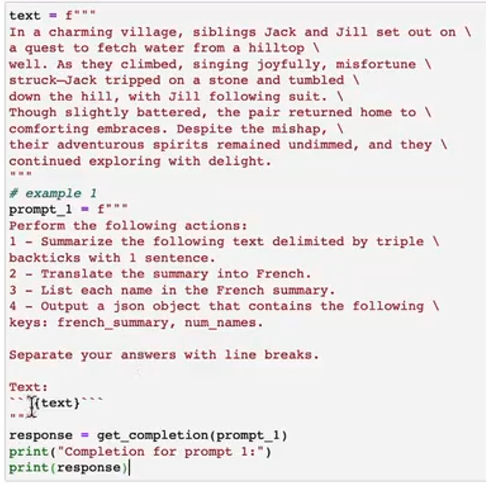 text = f"""
In a charming village, siblings Jack and Jill set out on \
a quest to fetch water from a hilltop \
well. As they climbed, singing joyfully, misfortune \
struck—Jack tripped on a stone and tumbled \
down the hill, with Jill following suit. \
Though slightly battered, the pair returned home to \
comforting embraces. Despite the mishap, \
their adventurous spirits remained undimmed, and they \
continued exploring with delight.
"""
# example 1
prompt_1 = f"""
Perform the following actions:
1 - Summarize the following text delimited by triple \
backticks with 1 sentence.
2 - Translate the summary into French.
3 - List each name in the French summary.
4 - Output a json object that contains the following \
keys: french_summary, num_names.

Separate your answers with line breaks.

Text:
```{text}```
"""
response = get_completion(prompt_1)
print("Completion for prompt 1:")
print(response)